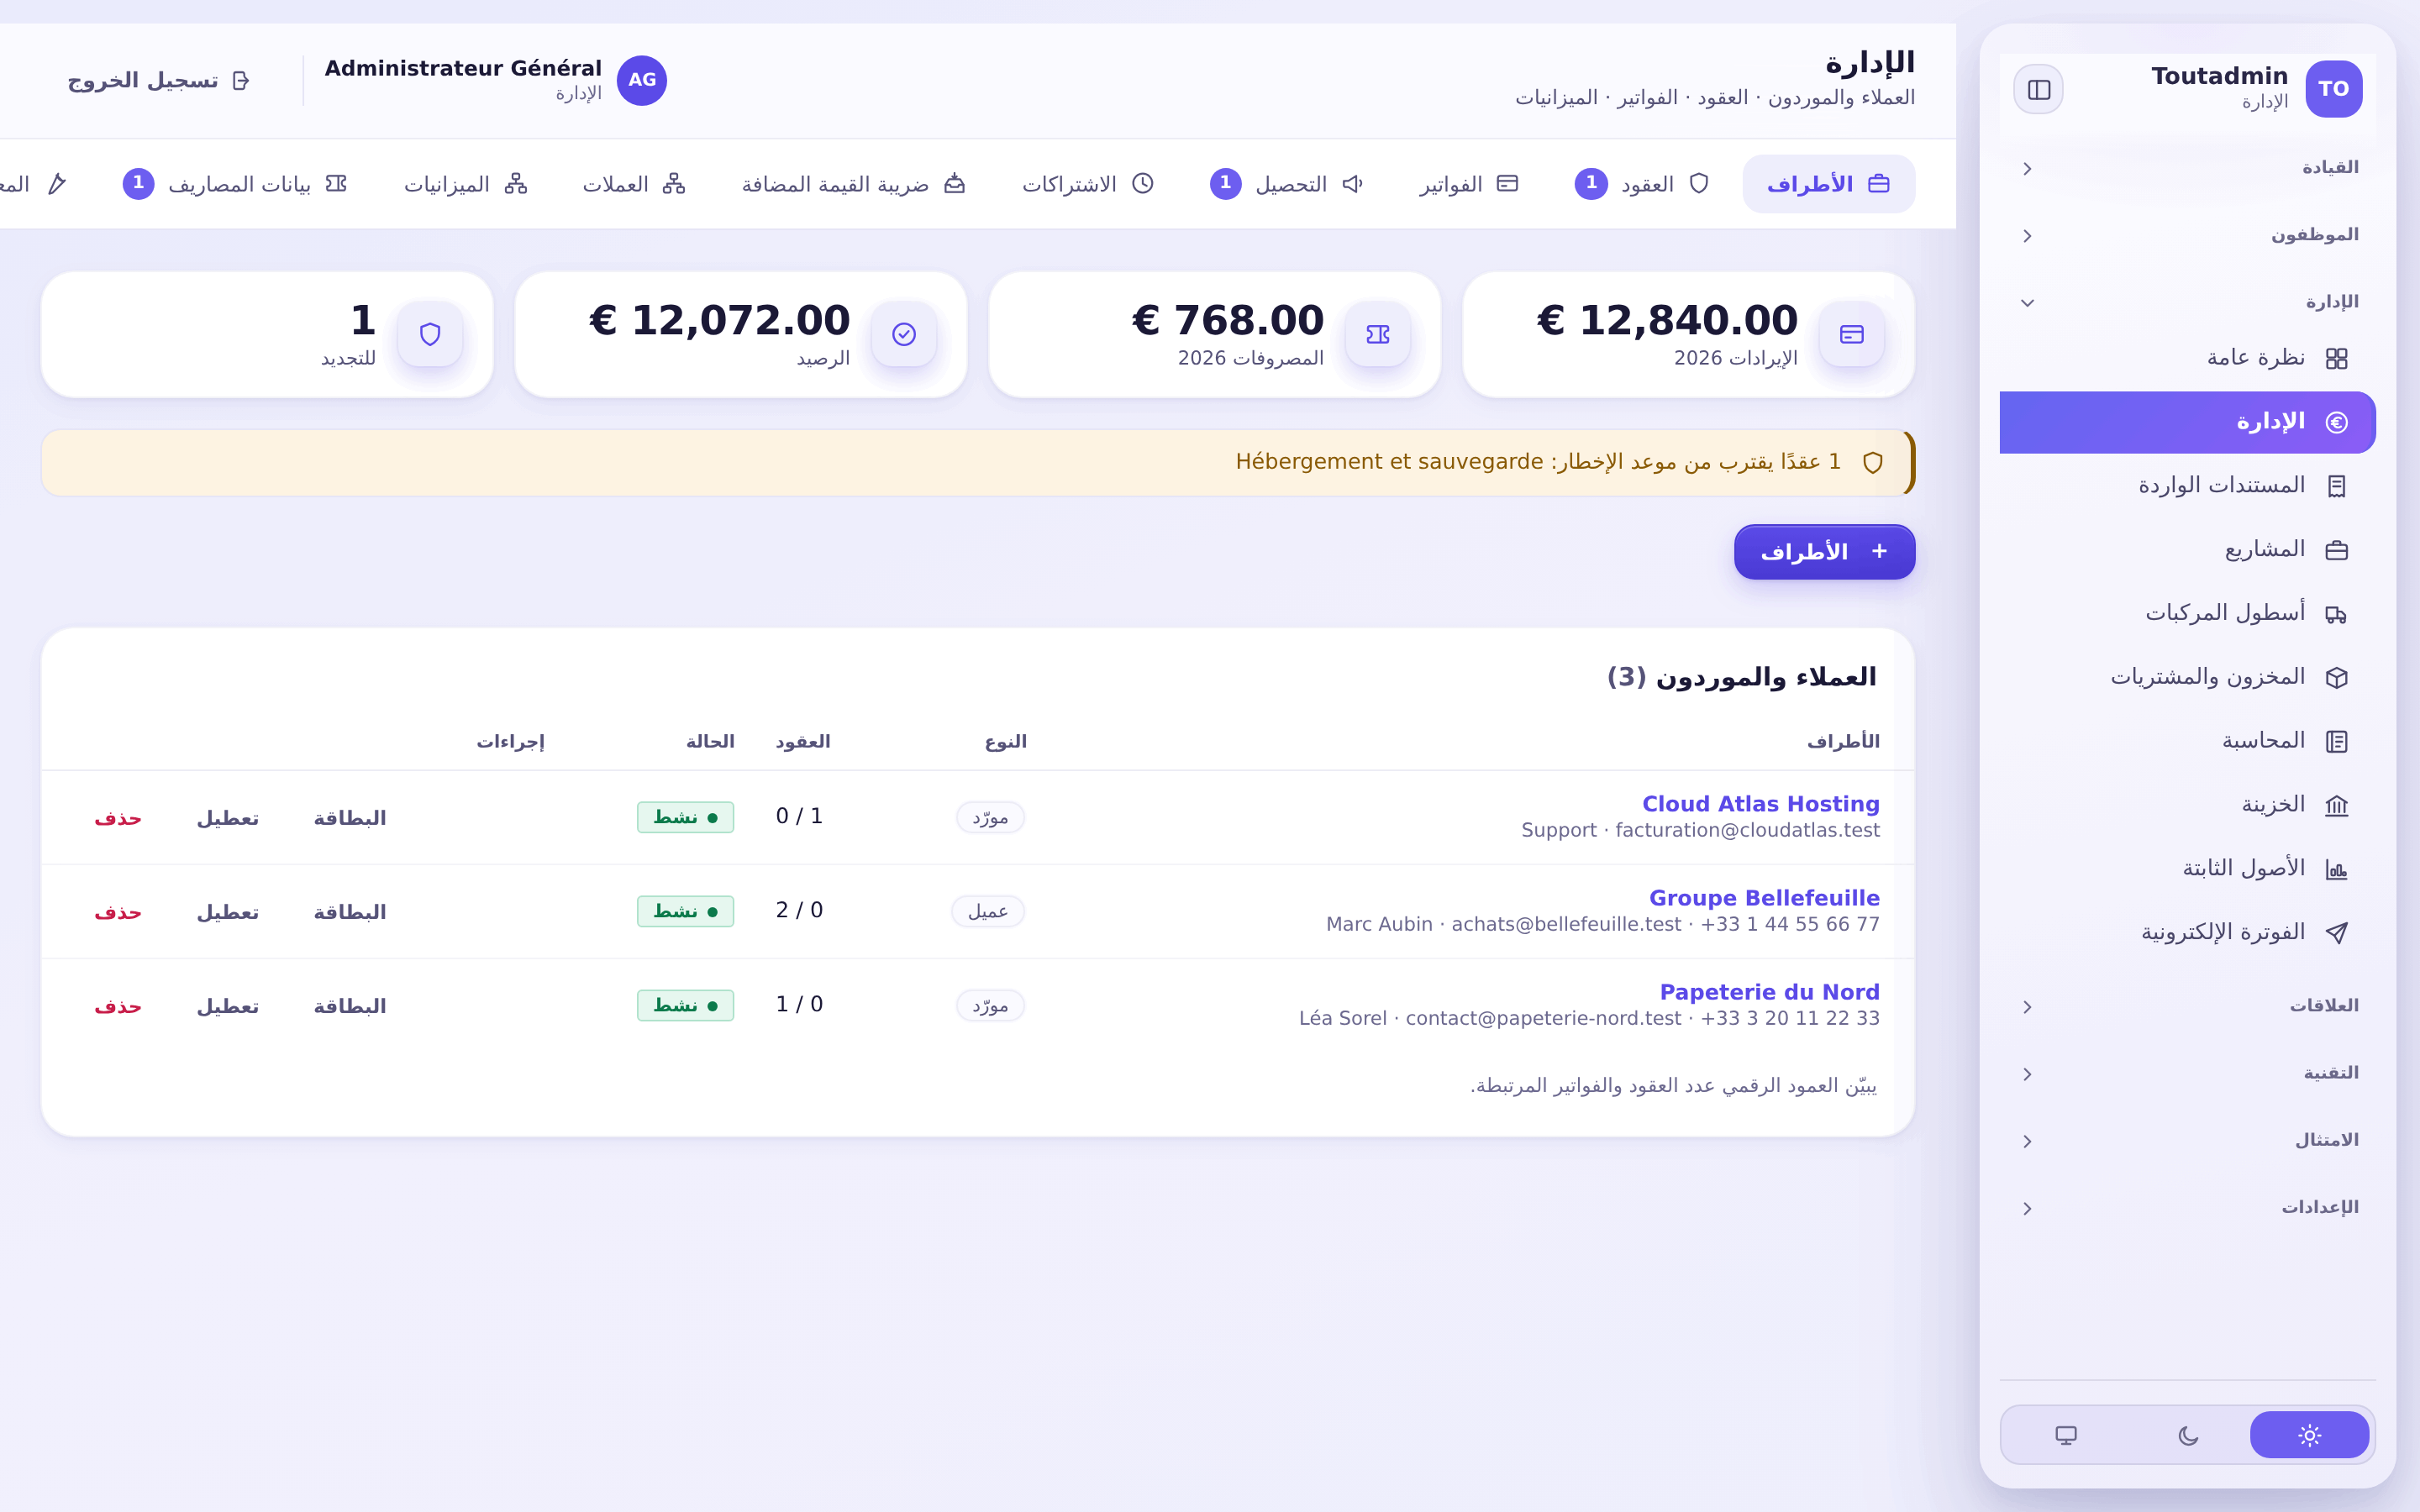 TO
Toutadmin
الإدارة
القيادة
الموظفون
الإدارة
نظرة عامة
الإدارة
المستندات الواردة
المشاريع
أسطول المركبات
المخزون والمشتريات
المحاسبة
الخزينة
الأصول الثابتة
الفوترة الإلكترونية
العلاقات
التقنية
الامتثال
الإعدادات
الإدارة
العملاء والموردون · العقود · الفواتير · الميزانيات
AG
Administrateur Général
الإدارة
تسجيل الخروج
الأطراف
العقود 1
الفواتير
التحصيل 1
الاشتراكات
ضريبة القيمة المضافة
العملات
الميزانيات
بيانات المصاريف 1
12,840.00 €
الإيرادات 2026
768.00 €
المصروفات 2026
12,072.00 €
الرصيد
1
للتجديد
1 عقدًا يقترب من موعد الإخطار: Hébergement et sauvegarde
+ الأطراف
العملاء والموردون (3)
الأطراف النوع العقود الحالة إجراءات
Cloud Atlas Hosting
Support · facturation@cloudatlas.test
مورّد 0 / 1 نشط البطاقة تعطيل حذف
Groupe Bellefeuille
Marc Aubin · achats@bellefeuille.test · +33 1 44 55 66 77
عميل 2 / 0 نشط البطاقة تعطيل حذف
Papeterie du Nord
Léa Sorel · contact@papeterie-nord.test · +33 3 20 11 22 33
مورّد 1 / 0 نشط البطاقة تعطيل حذف
يبيّن العمود الرقمي عدد العقود والفواتير المرتبطة.